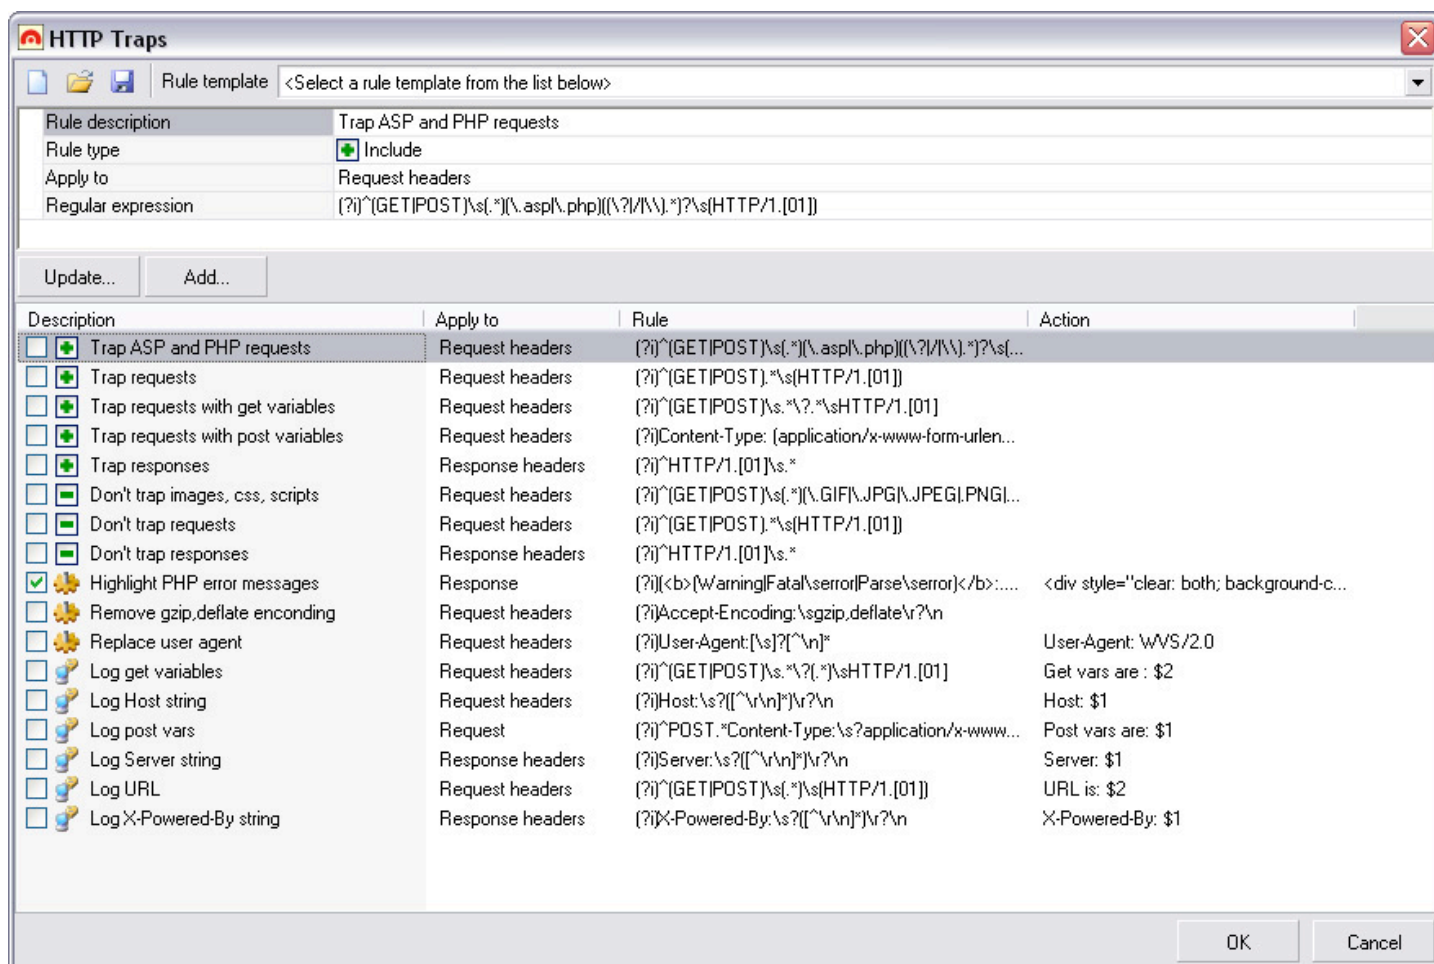 HTTP Traps
Rule template <Select a rule template from the list below>
Rule description Trap ASP and PHP requests
Rule type Include
Apply to Request headers
Regular expression (?i)^(GET|POST)\s(.*)(\.asp|\.php)((\?|/|\\).*)?\s(HTTP/1.[01])
Update... Add...
Description Apply to Rule Action
Trap ASP and PHP requests Request headers (?i)^(GET|POST)\s(.*)(\.asp|\.php)((\?|/|\\).*)?\s(...
Trap requests Request headers (?i)^(GET|POST).*\s(HTTP/1.[01])
Trap requests with get variables Request headers (?i)^(GET|POST)\s.*\?.*\sHTTP/1.[01]
Trap requests with post variables Request headers (?i)Content-Type: (application/x-www-form-urlen...
Trap responses Response headers (?i)^HTTP/1.[01]\s.*
Don't trap images, css, scripts Request headers (?i)^(GET|POST)\s(.*)(\.GIF|\.JPG|\.JPEG|.PNG|...
Don't trap requests Request headers (?i)^(GET|POST).*\s(HTTP/1.[01])
Don't trap responses Response headers (?i)^HTTP/1.[01]\s.*
Highlight PHP error messages Response (?i)(<b>(Warning|Fatal\serror|Parse\serror)</b>:.... <div style="clear: both; background-c...
Remove gzip,deflate enconding Request headers (?i)Accept-Encoding:\sgzip,deflate\r?\n
Replace user agent Request headers (?i)User-Agent:[\s]?[^\n]* User-Agent: WVS/2.0
Log get variables Request headers (?i)^(GET|POST)\s.*\?(.*)\sHTTP/1.[01] Get vars are : $2
Log Host string Request headers (?i)Host:\s?([^\r\n]*)\r?\n Host: $1
Log post vars Request (?i)^POST.*Content-Type:\s?application/x-www... Post vars are: $1
Log Server string Response headers (?i)Server:\s?([^\r\n]*)\r?\n Server: $1
Log URL Request headers (?i)^(GET|POST)\s(.*)\s(HTTP/1.[01]) URL is: $2
Log X-Powered-By string Response headers (?i)X-Powered-By:\s?([^\r\n]*)\r?\n X-Powered-By: $1
OK Cancel